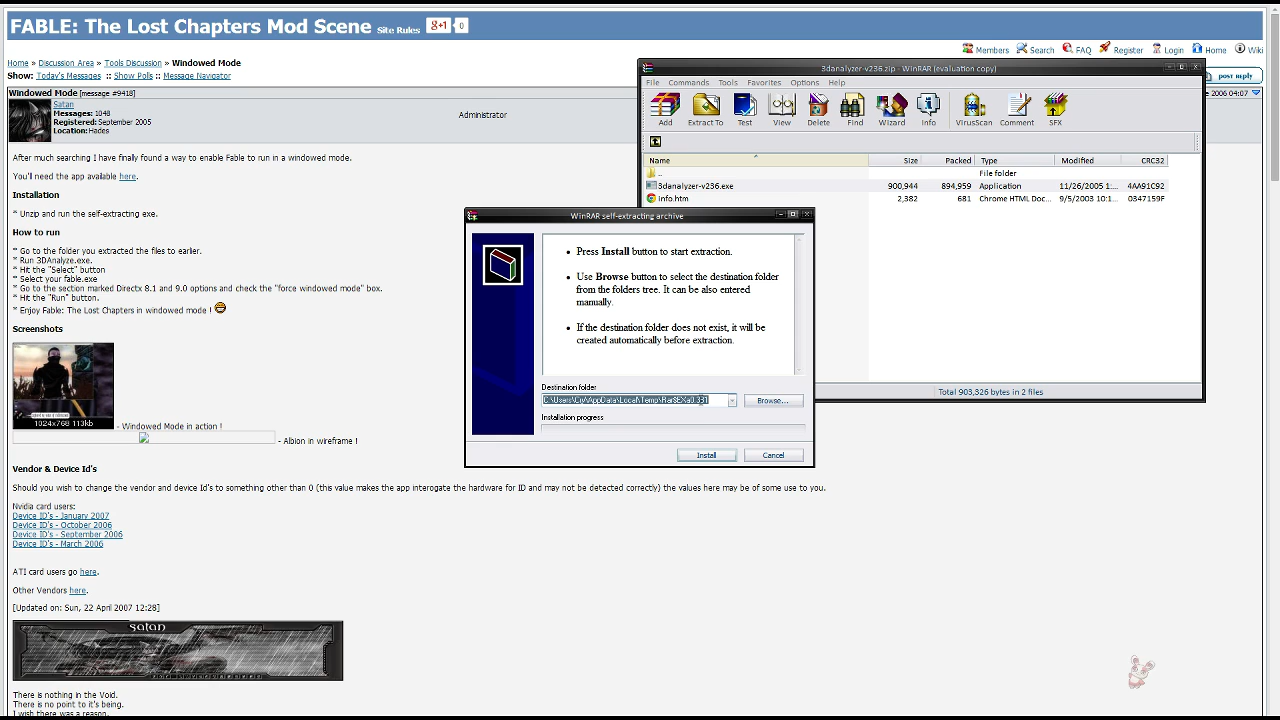 FABLE: The Lost Chapters Mod Scene Site Rules g+1 0
Members Search FAQ Register Login Home Wiki
Home » Discussion Area » Tools Discussion » Windowed Mode
Show: Today's Messages :: Show Polls :: Message Navigator
post reply
Windowed Mode [message #9418]
2006 04:07
Satan
Messages: 1048
Registered: September 2005
Location: Hades
Administrator
After much searching I have finally found a way to enable Fable to run in a windowed mode.
You'll need the app available here.
Installation
* Unzip and run the self-extracting exe.
How to run
* Go to the folder you extracted the files to earlier.
* Run 3DAnalyze.exe.
* Hit the "Select" button
* Select your fable.exe
* Go to the section marked Directx 8.1 and 9.0 options and check the "force windowed mode" box.
* Hit the "Run" button.
* Enjoy Fable: The Lost Chapters in windowed mode !
Screenshots
1024x768 113kb
- Windowed Mode in action !
- Albion in wireframe !
Vendor & Device Id's
Should you wish to change the vendor and device Id's to something other than 0 (this value makes the app interogate the hardware for ID and may not be detected correctly) the values here may be of some use to you.
Nvidia card users:
Device ID's - January 2007
Device ID's - October 2006
Device ID's - September 2006
Device ID's - March 2006
ATI card users go here.
Other Vendors here.
[Updated on: Sun, 22 April 2007 12:28]
satan
There is nothing in the Void.
There is no point to it's being.
I wish there was a reason,
3danalyzer-v236.zip - WinRAR (evaluation copy)
File Commands Tools Favorites Options Help
Add Extract To Test View Delete Find Wizard Info VirusScan Comment SFX
Name Size Packed Type Modified CRC32
.. File folder
3danalyzer-v236.exe 900,944 894,959 Application 11/26/2005 1:... 4AA91C92
Info.htm 2,382 681 Chrome HTML Doc... 9/5/2003 10:1... 0347159F
Total 903,326 bytes in 2 files
WinRAR self-extracting archive
• Press Install button to start extraction.
• Use Browse button to select the destination folder
from the folders tree. It can be also entered
manually.
• If the destination folder does not exist, it will be
created automatically before extraction.
Destination folder
Browse...
Installation progress
Install Cancel